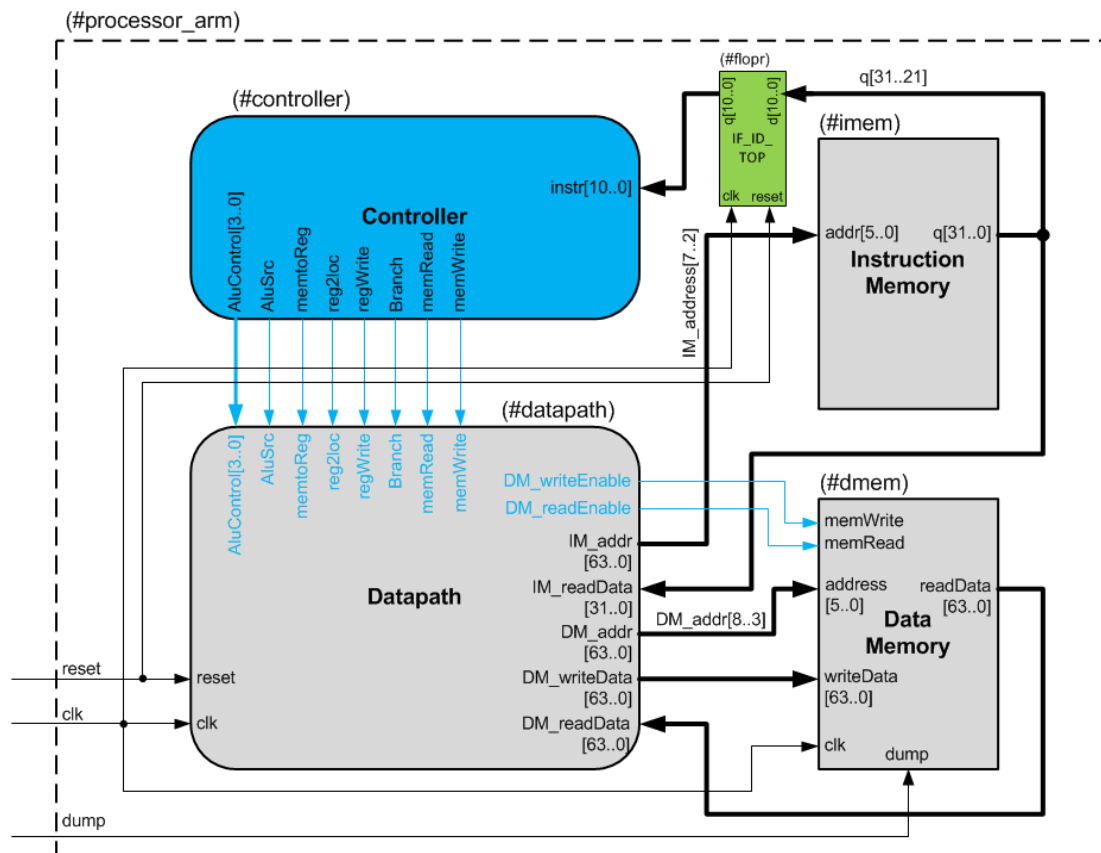 (#processor_arm)
(#flopr)
q[31..21]
q[10..0]
d[10..0]
IF_ID_
TOP
clk
reset
(#controller)
(#imem)
instr[10..0]
Controller
AluControl[3..0]
AluSrc
memtoReg
reg2loc
regWrite
Branch
memRead
memWrite
addr[5..0]
q[31..0]
Instruction
Memory
IM_address[7..2]
(#datapath)
AluControl[3..0]
AluSrc
memtoReg
reg2loc
regWrite
Branch
memRead
memWrite
DM_writeEnable
DM_readEnable
IM_addr
[63..0]
IM_readData
[31..0]
DM_addr
[63..0]
DM_writeData
[63..0]
DM_readData
[63..0]
Datapath
reset
clk
DM_addr[8..3]
(#dmem)
memWrite
memRead
address
[5..0]
readData
[63..0]
Data
Memory
writeData
[63..0]
clk
dump
reset
clk
dump